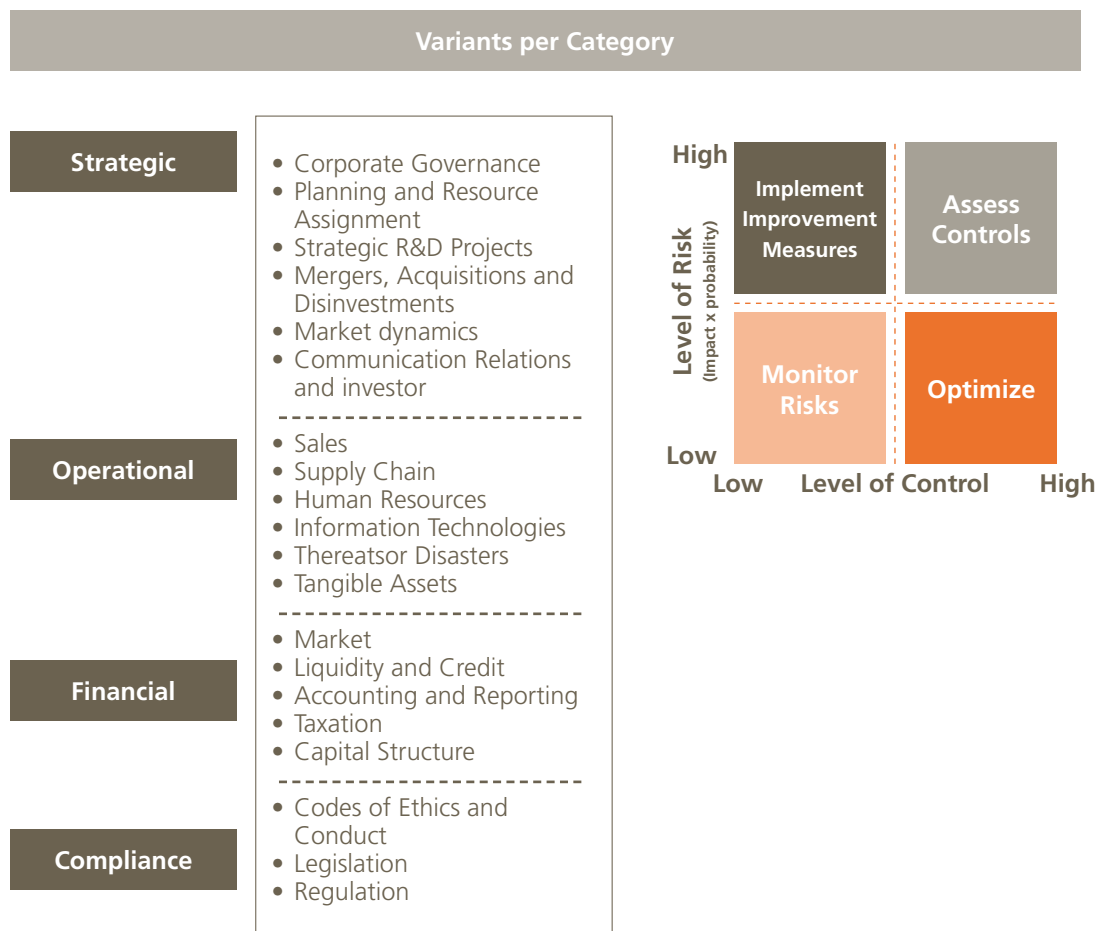 Variants per Category
Strategic
• Corporate Governance
• Planning and Resource
Assignment
• Strategic R&D Projects
• Mergers, Acquisitions and
Disinvestments
• Market dynamics
• Communication Relations
and investor
Operational
• Sales
• Supply Chain
• Human Resources
• Information Technologies
• Thereatsor Disasters
• Tangible Assets
Financial
• Market
• Liquidity and Credit
• Accounting and Reporting
• Taxation
• Capital Structure
Compliance
• Codes of Ethics and
Conduct
• Legislation
• Regulation
High
Level of Risk
(Impact x probability)
Implement
Improvement
Measures
Assess
Controls
Monitor
Risks
Optimize
Low
Low Level of Control High